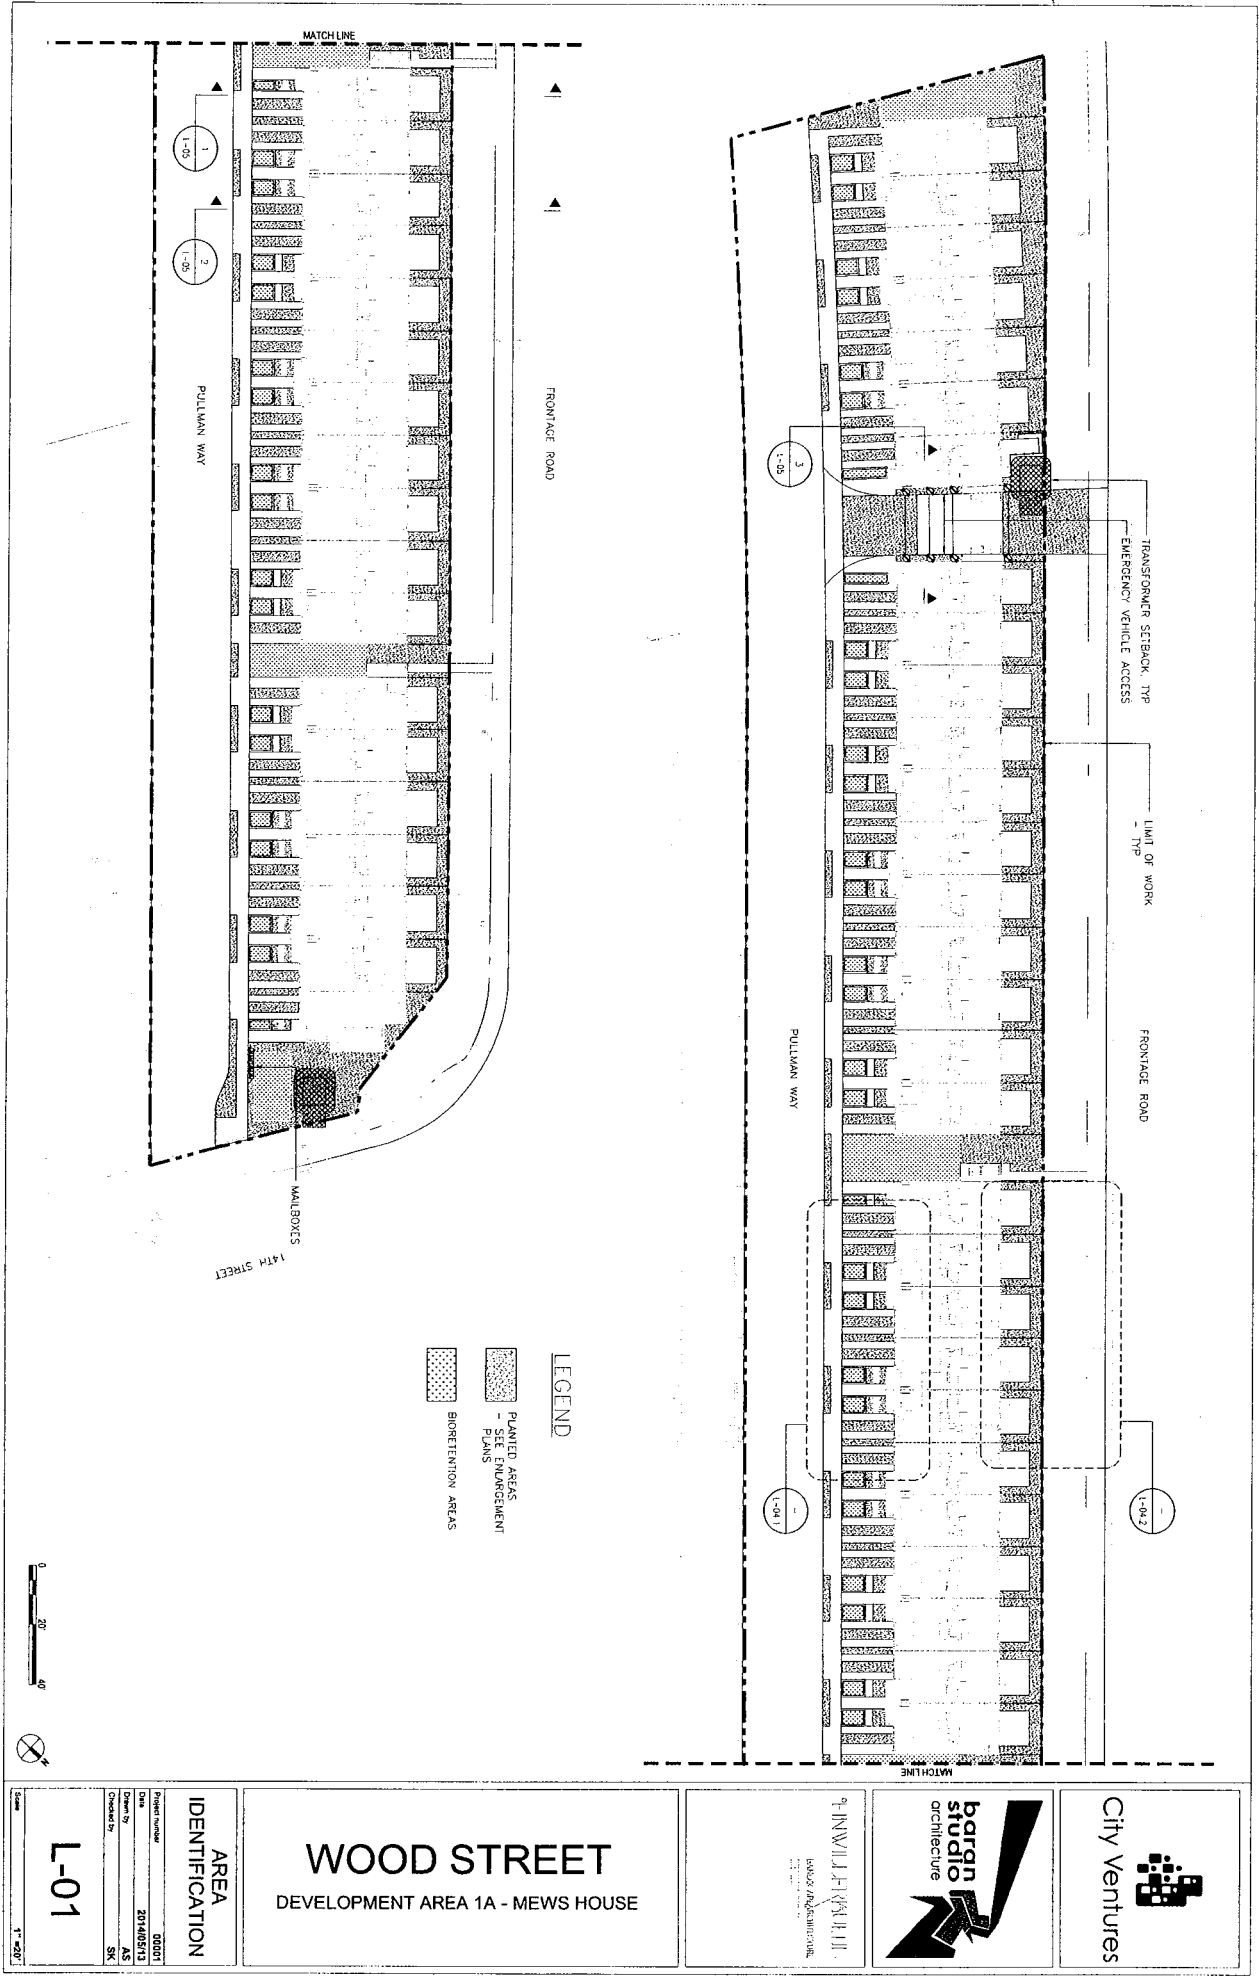 MATCH LINE
1
L-05
2
L-05
PULLMAN WAY
FRONTAGE ROAD
MAILBOXES
14TH STREET
3
L-05
TRANSFORMER SETBACK, TYP
EMERGENCY VEHICLE ACCESS
LIMIT OF WORK
- TYP
FRONTAGE ROAD
PULLMAN WAY
L-04.1
L-04.2
MATCH LINE
LEGEND
PLANTED AREAS
- SEE ENLARGEMENT
PLANS
BIORETENTION AREAS
0
20'
40'
N
City Ventures
baran
studio
architecture
LANDSCAPE ARCHITECTURE
WOOD STREET
DEVELOPMENT AREA 1A - MEWS HOUSE
AREA
IDENTIFICATION
Project number 00001
Date 2014/05/13
Drawn by AS
Checked by SK
L-01
Scale 1" =20'